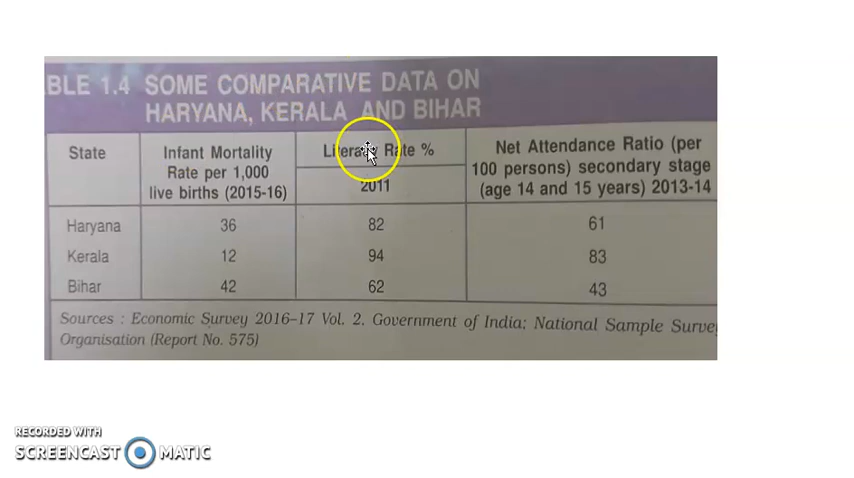 BLE 1.4 SOME COMPARATIVE DATA ON
HARYANA, KERALA AND BIHAR
State
Infant Mortality
Rate per 1,000
live births (2015-16)
Literacy Rate %
2011
Net Attendance Ratio (per
100 persons) secondary stage
(age 14 and 15 years) 2013-14
Haryana 36 82 61
Kerala 12 94 83
Bihar 42 62 43
Sources : Economic Survey 2016–17 Vol. 2, Government of India; National Sample Surve
Organisation (Report No. 575)
RECORDED WITH
SCREENCAST MATIC